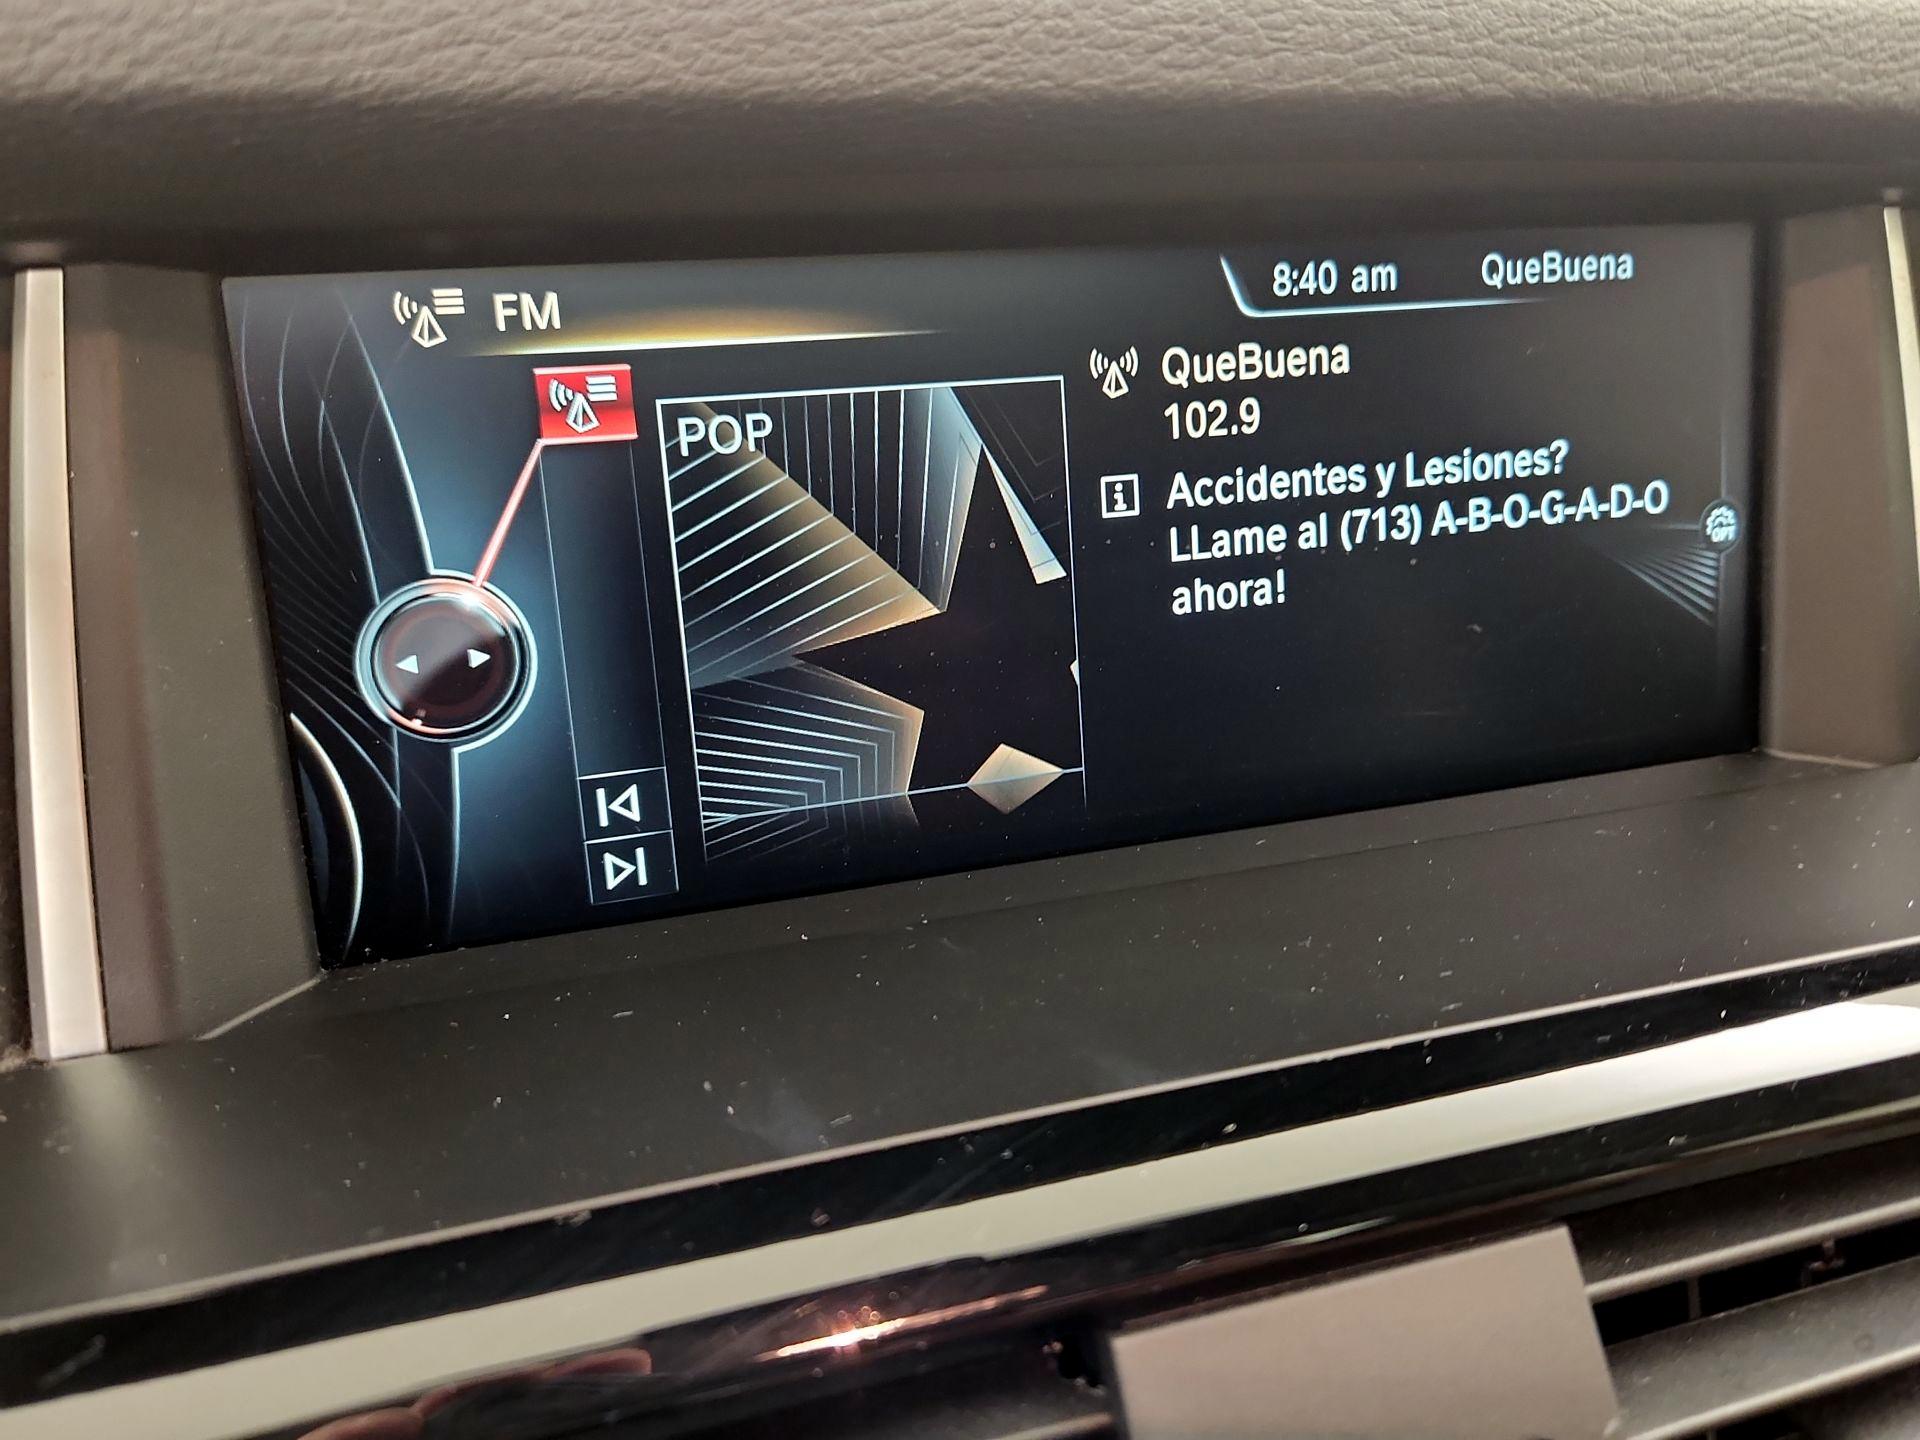 FM
8:40 am QueBuena
POP
QueBuena
102.9
Accidentes y Lesiones?
LLame al (713) A-B-O-G-A-D-O
ahora!